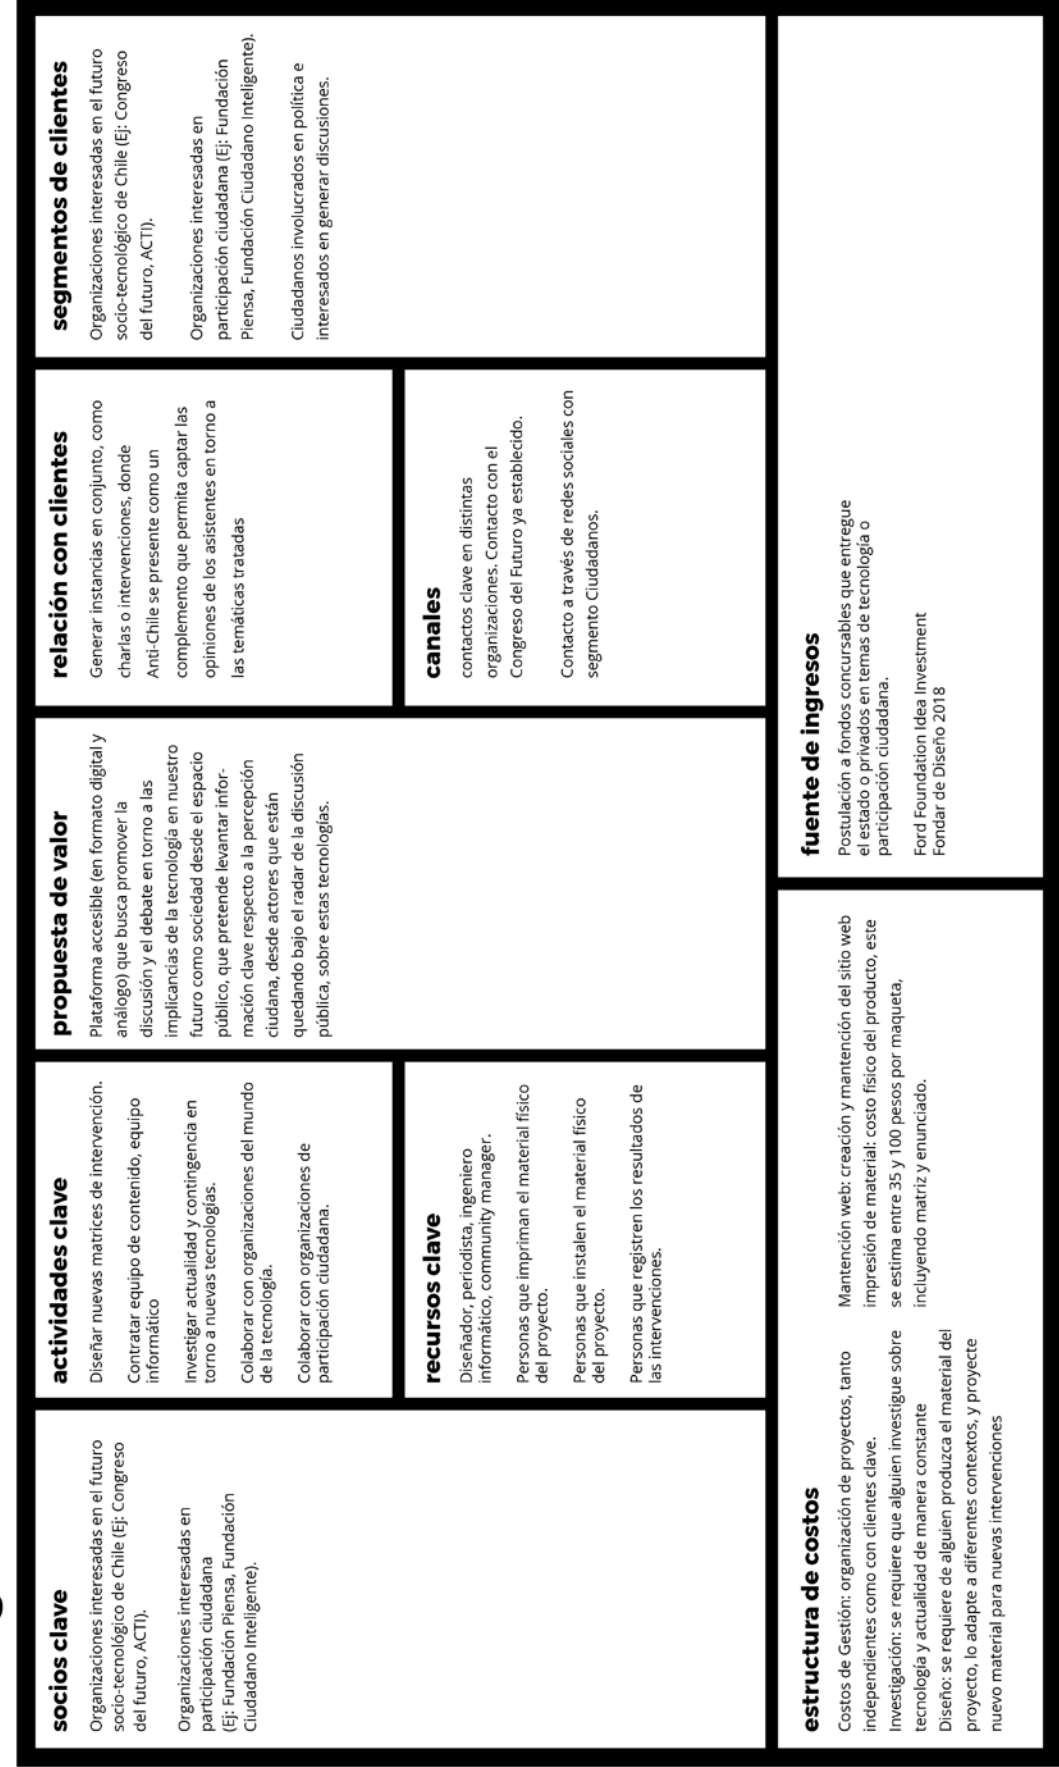 socios clave
Organizaciones interesadas en el futuro
socio-tecnológico de Chile (Ej: Congreso
del futuro, ACTI).
Organizaciones interesadas en
participación ciudadana
(Ej: Fundación Piensa, Fundación
Ciudadano Inteligente).
actividades clave
Diseñar nuevas matrices de intervención.
Contratar equipo de contenido, equipo
informático
Investigar actualidad y contingencia en
torno a nuevas tecnologías.
Colaborar con organizaciones del mundo
de la tecnología.
Colaborar con organizaciones de
participación ciudadana.
recursos clave
Diseñador, periodista, ingeniero
informático, community manager.
Personas que impriman el material físico
del proyecto.
Personas que instalen el material físico
del proyecto.
Personas que registren los resultados de
las intervenciones.
propuesta de valor
Plataforma accesible (en formato digital y
análogo) que busca promover la
discusión y el debate en torno a las
implicancias de la tecnología en nuestro
futuro como sociedad desde el espacio
público, que pretende levantar infor-
mación clave respecto a la percepción
ciudana, desde actores que están
quedando bajo el radar de la discusión
pública, sobre estas tecnologías.
relación con clientes
Generar instancias en conjunto, como
charlas o intervenciones, donde
Anti-Chile se presente como un
complemento que permita captar las
opiniones de los asistentes en torno a
las temáticas tratadas
canales
contactos clave en distintas
organizaciones. Contacto con el
Congreso del Futuro ya establecido.
Contacto a través de redes sociales con
segmento Ciudadanos.
segmentos de clientes
Organizaciones interesadas en el futuro
socio-tecnológico de Chile (Ej: Congreso
del futuro, ACTI).
Organizaciones interesadas en
participación ciudadana (Ej: Fundación
Piensa, Fundación Ciudadano Inteligente).
Ciudadanos involucrados en política e
interesados en generar discusiones.
estructura de costos
Costos de Gestión: organización de proyectos, tanto
independientes como con clientes clave.
Investigación: se requiere que alguien investigue sobre
tecnología y actualidad de manera constante
Diseño: se requiere de alguien produzca el material del
proyecto, lo adapte a diferentes contextos, y proyecte
nuevo material para nuevas intervenciones
Mantención web: creación y mantención del sitio web
impresión de material: costo físico del producto, este
se estima entre 35 y 100 pesos por maqueta,
incluyendo matriz y enunciado.
fuente de ingresos
Postulación a fondos concursables que entregue
el estado o privados en temas de tecnología o
participación ciudadana.
Ford Foundation Idea Investment
Fondar de Diseño 2018